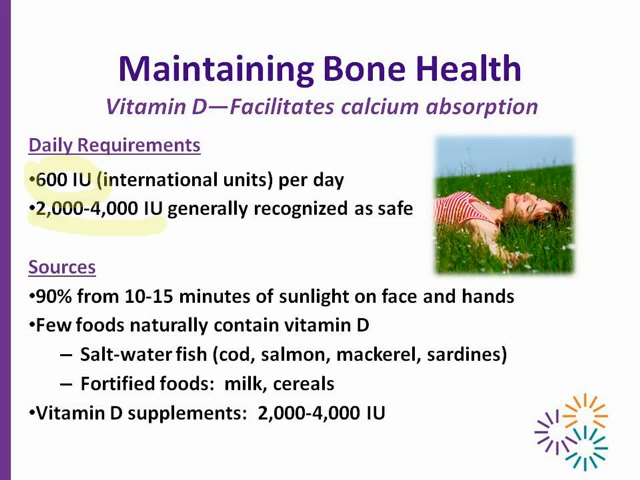 Maintaining Bone Health
Vitamin D—Facilitates calcium absorption
Daily Requirements
•600 IU (international units) per day
•2,000-4,000 IU generally recognized as safe
Sources
•90% from 10-15 minutes of sunlight on face and hands
•Few foods naturally contain vitamin D
– Salt-water fish (cod, salmon, mackerel, sardines)
– Fortified foods: milk, cereals
•Vitamin D supplements: 2,000-4,000 IU